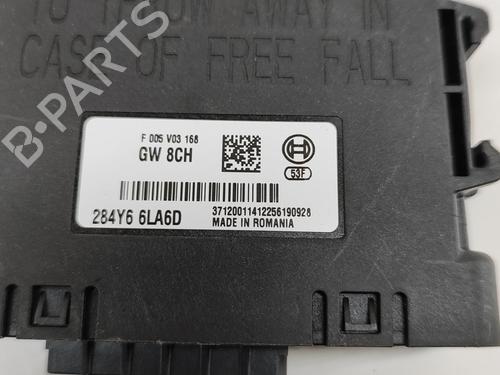 TO THROW AWAY IN
CASE OF FREE FALL
F 005 V03 168
GW 8CH
53F
284Y6 6LA6D
37120011412256190928
MADE IN ROMANIA
B-PARTS